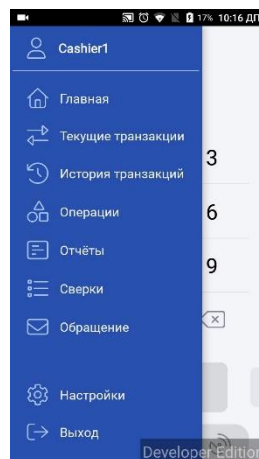 17% 10:16 ДП
Cashier1
Главная
Текущие транзакции
История транзакций
3
Операции
6
Отчёты
9
Сверки
Обращение
Настройки
Выход
Developer Edition